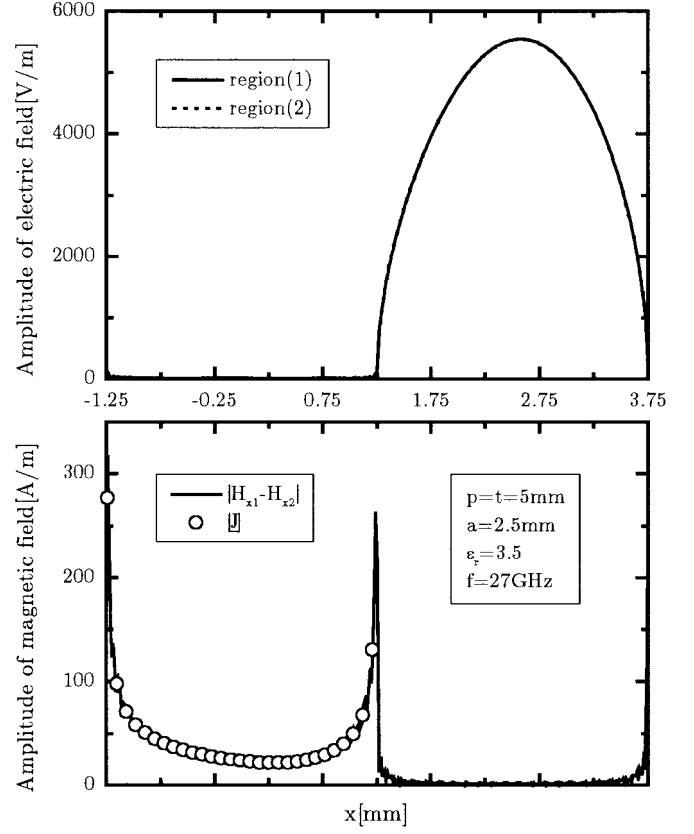 Amplitude of electric field[V/m]
6000
4000
2000
0
region(1)
region(2)
-1.25 -0.25 0.75 1.75 2.75 3.75
Amplitude of magnetic field[A/m]
300
200
100
0
|Hx1-Hx2|
|J|
p=t=5mm
a=2.5mm
εr=3.5
f=27GHz
x[mm]